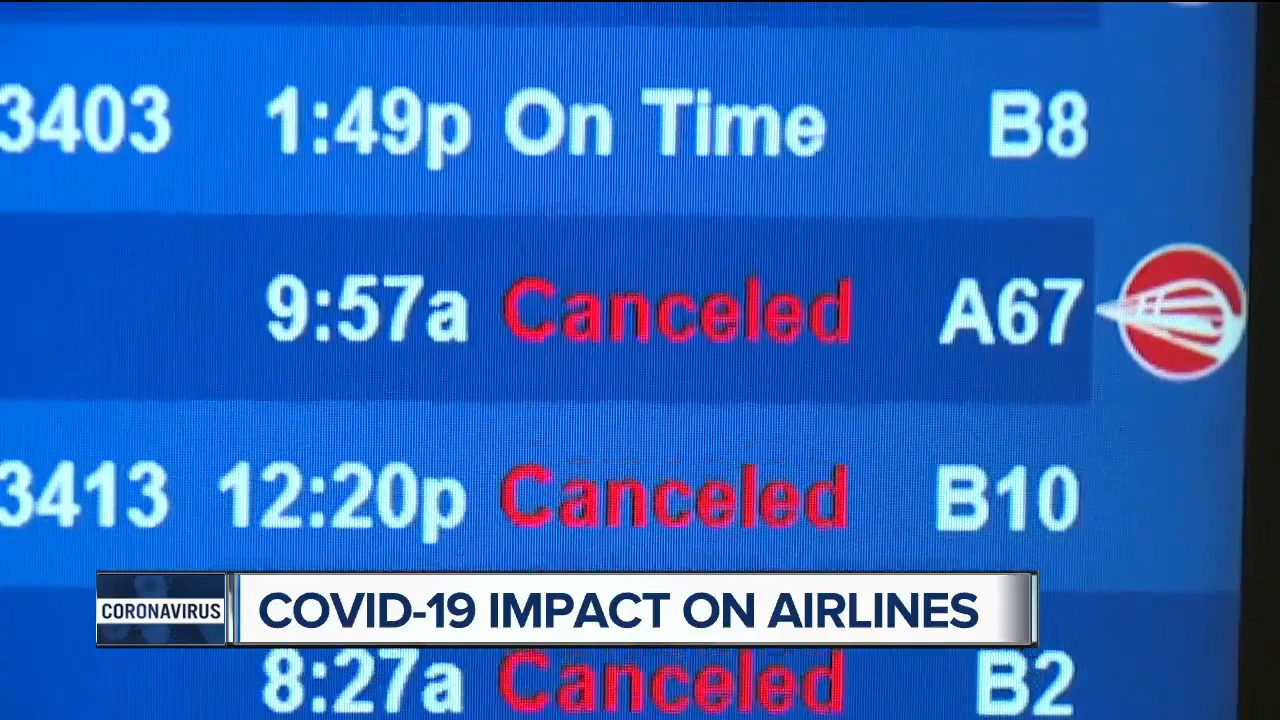 3403 1:49p On Time B8
9:57a Canceled A67
3413 12:20p Canceled B10
CORONAVIRUS COVID-19 IMPACT ON AIRLINES
8:27a Canceled B2